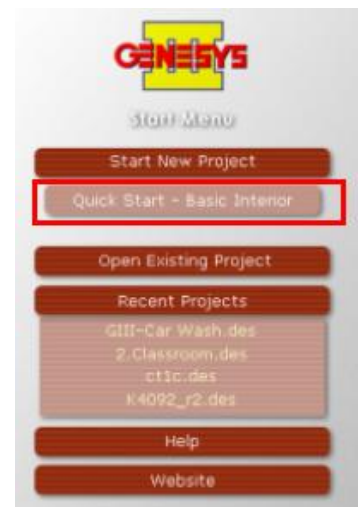 GENESYS
Start Menu
Start New Project
Quick Start - Basic Interior
Open Existing Project
Recent Projects
GIII-Car Wash.des
2.Classroom.des
ct1c.des
K4092_r2.des
Help
Website